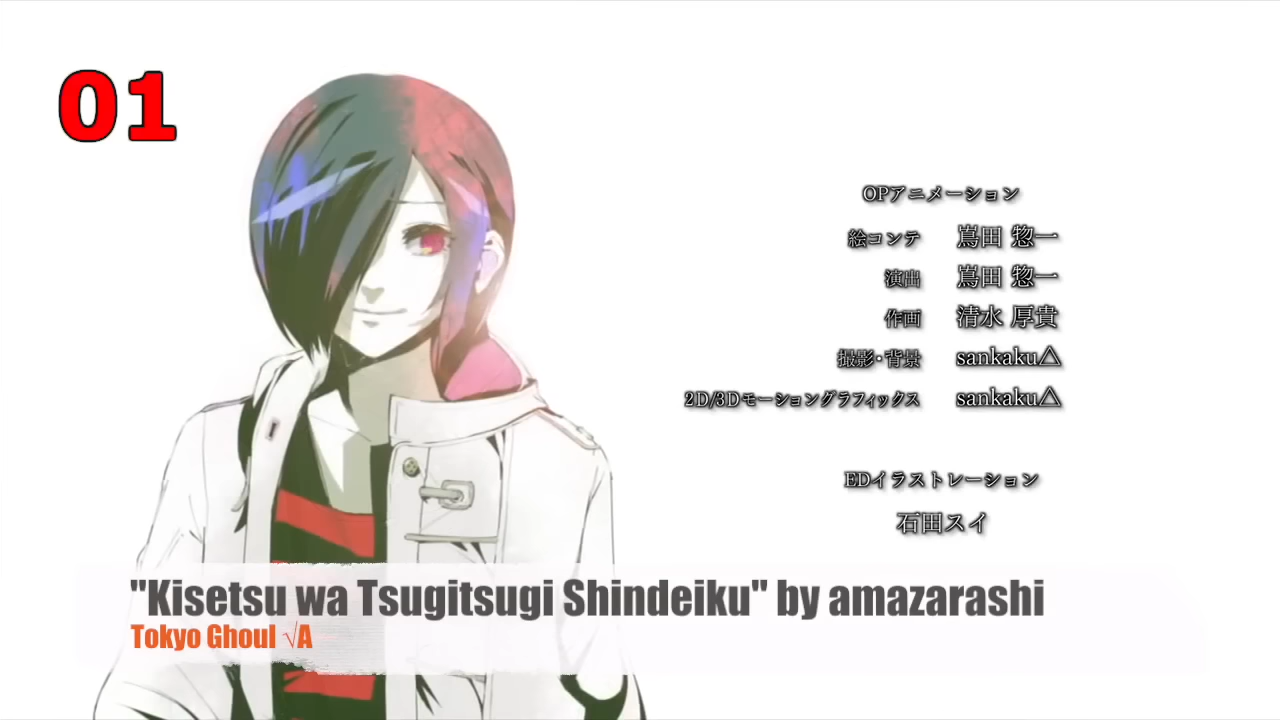 01
OPアニメーション
絵コンテ 嶌田 惣一
演出 嶌田 惣一
作画 清水 厚貴
撮影・背景 sankaku△
2D/3Dモーショングラフィックス sankaku△
EDイラストレーション
石田スイ
"Kisetsu wa Tsugitsugi Shindeiku" by amazarashi
Tokyo Ghoul √A